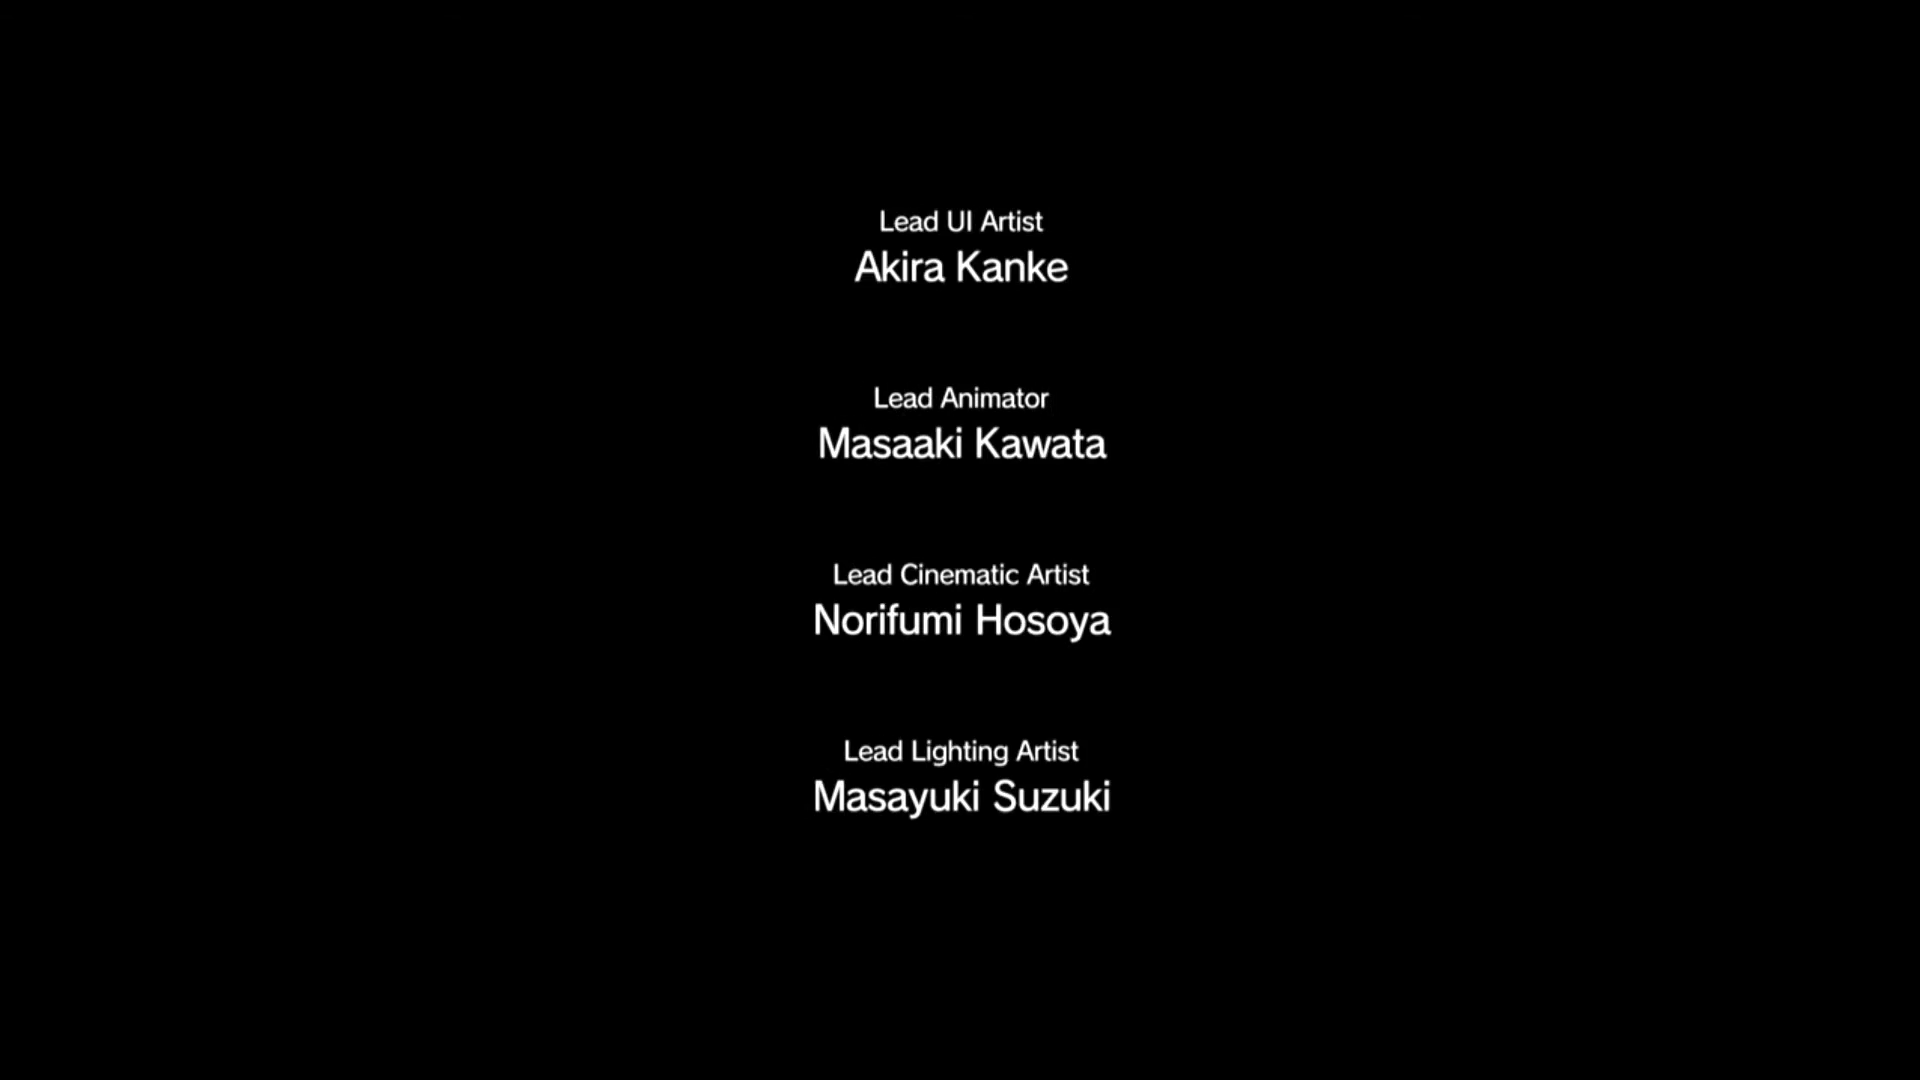 Lead UI Artist
Akira Kanke
Lead Animator
Masaaki Kawata
Lead Cinematic Artist
Norifumi Hosoya
Lead Lighting Artist
Masayuki Suzuki